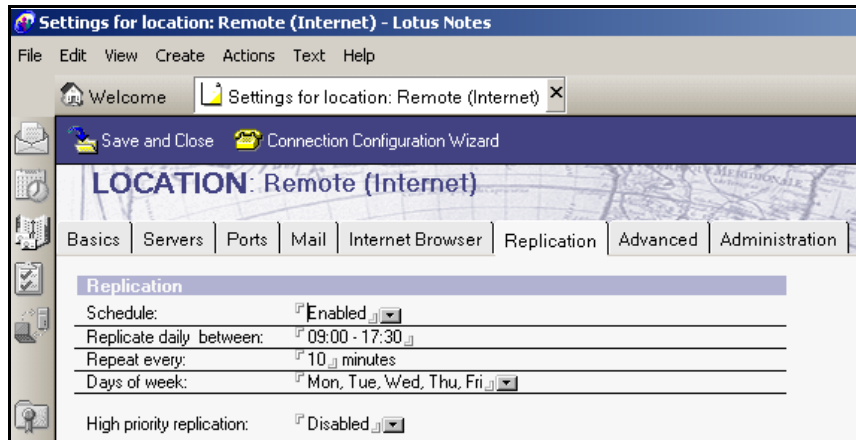 Settings for location: Remote (Internet) - Lotus Notes
File Edit View Create Actions Text Help
Welcome Settings for location: Remote (Internet)
Save and Close Connection Configuration Wizard
LOCATION: Remote (Internet)
Basics Servers Ports Mail Internet Browser Replication Advanced Administration
Replication
Schedule: Enabled
Replicate daily between: 09:00 - 17:30
Repeat every: 10 minutes
Days of week: Mon, Tue, Wed, Thu, Fri
High priority replication: Disabled